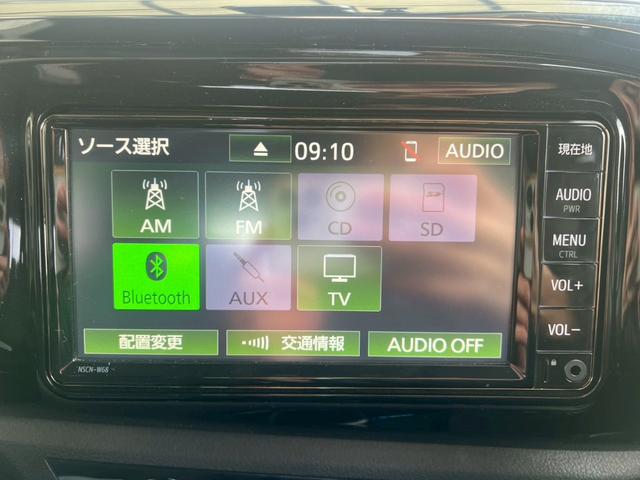 ソース選択 09:10 AUDIO
AM FM CD SD
Bluetooth AUX TV
配置変更 交通情報 AUDIO OFF
NSCN-W68
現在地
AUDIO
PWR
MENU
CTRL
VOL+
VOL-